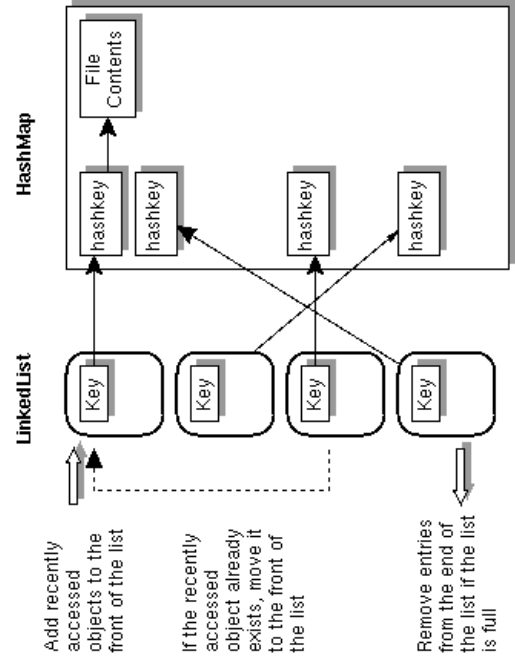 LinkedList
HashMap
Add recently
accessed
objects to the
front of the list
If the recently
accessed
object already
exists, move it
to the front of
the list
Remove entries
from the end of
the list if the list
is full
Key
Key
Key
Key
hashkey
hashkey
hashkey
hashkey
File
Contents